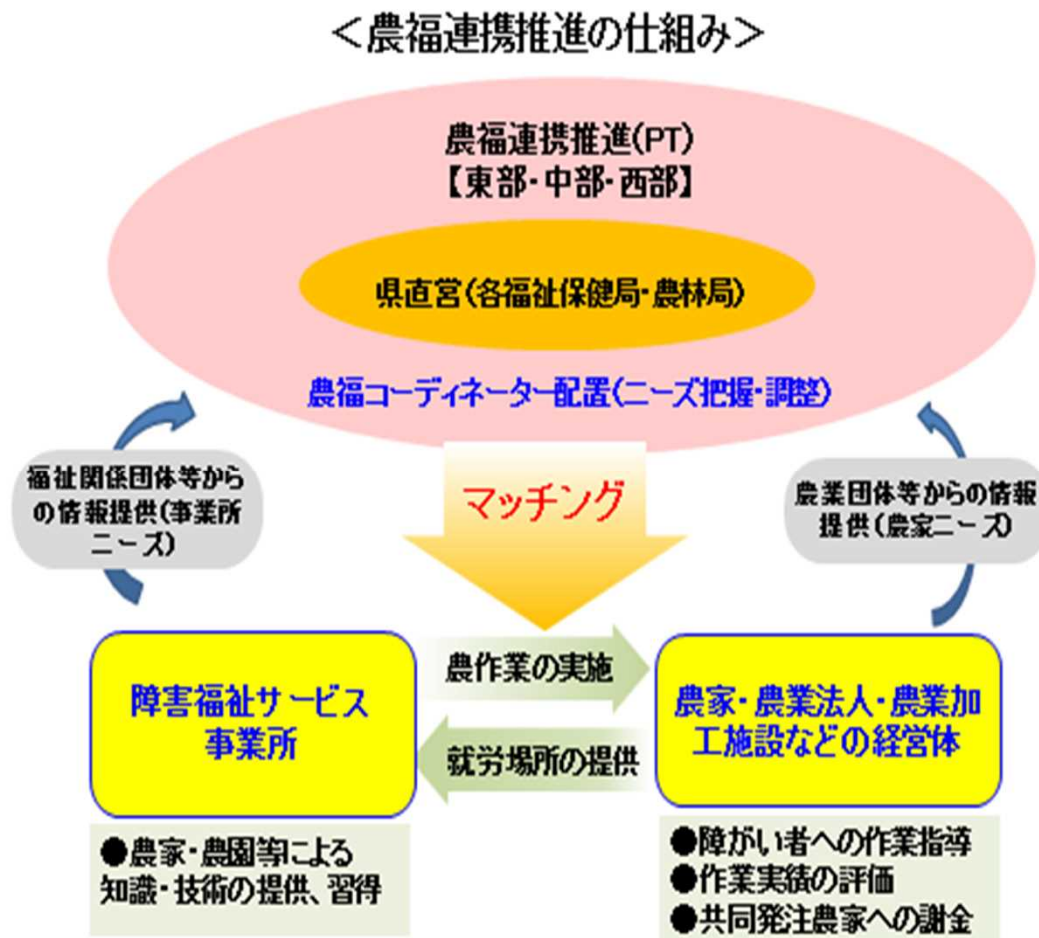 ＜農福連携推進の仕組み＞
農福連携推進(PT)
【東部・中部・西部】
県直営(各福祉保健局・農林局)
農福コーディネーター配置(ニーズ把握・調整)
福祉関係団体等から
の情報提供(事業所
ニーズ)
マッチング
農業団体等からの情報
提供(農家ニーズ)
障害福祉サービス
事業所
農作業の実施
就労場所の提供
農家・農業法人・農業加
工施設などの経営体
●農家・農園等による
知識・技術の提供、習得
●障がい者への作業指導
●作業実績の評価
●共同発注農家への謝金